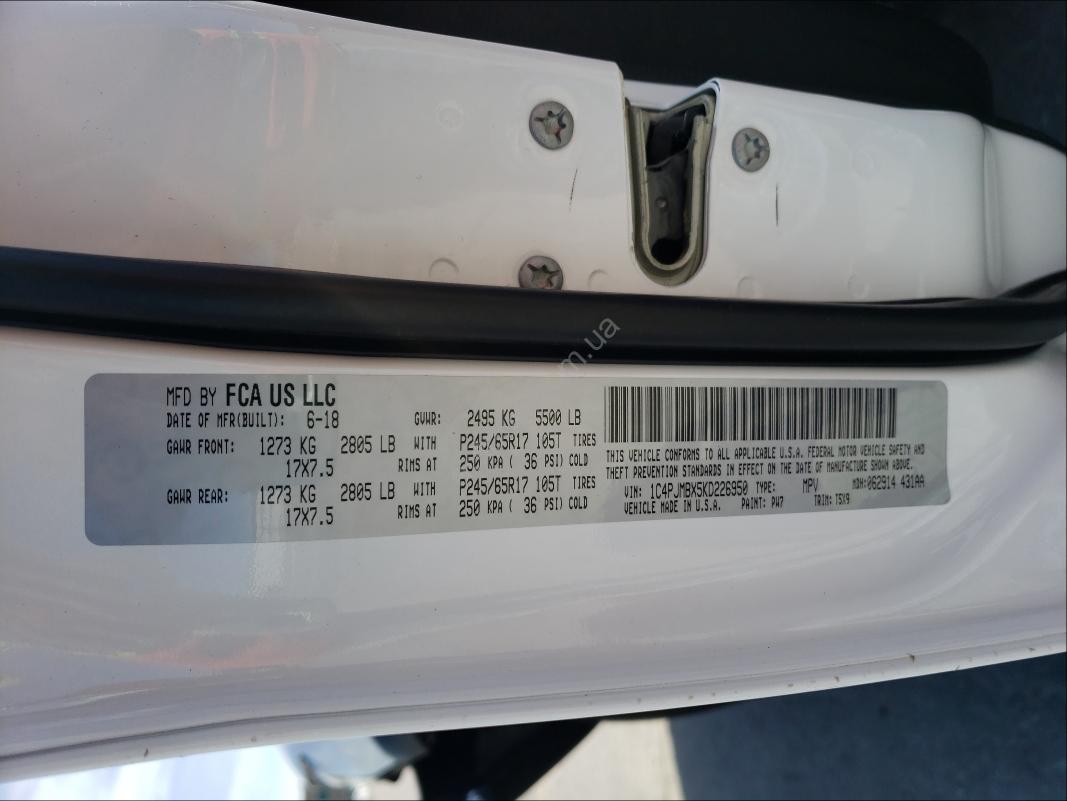 m.ua
MFD BY FCA US LLC
DATE OF MFR(BUILT): 6-18 GVWR: 2495 KG 5500 LB
GAWR FRONT: 1273 KG 2805 LB WITH P245/65R17 105T TIRES
17X7.5 RIMS AT 250 KPA ( 36 PSI) COLD
GAWR REAR: 1273 KG 2805 LB WITH P245/65R17 105T TIRES
17X7.5 RIMS AT 250 KPA ( 36 PSI) COLD
THIS VEHICLE CONFORMS TO ALL APPLICABLE U.S.A. FEDERAL MOTOR VEHICLE SAFETY AND
THEFT PREVENTION STANDARDS IN EFFECT ON THE DATE OF MANUFACTURE SHOWN ABOVE.
VIN: 1C4PJMBX5KD226950 MPV MDH:062914 431AA
VEHICLE MADE IN U.S.A. PAINT: PW7 TRIM: T5X9